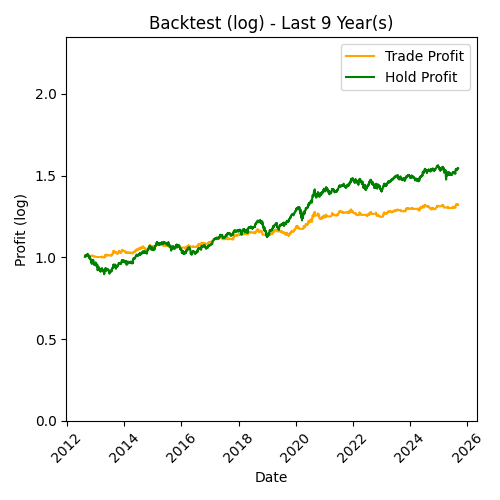 Backtest (log) - Last 9 Year(s)
Trade Profit
Hold Profit
Profit (log)
2.0
1.5
1.0
0.5
0.0
2012
2014
2016
2018
2020
2022
2024
2026
Date